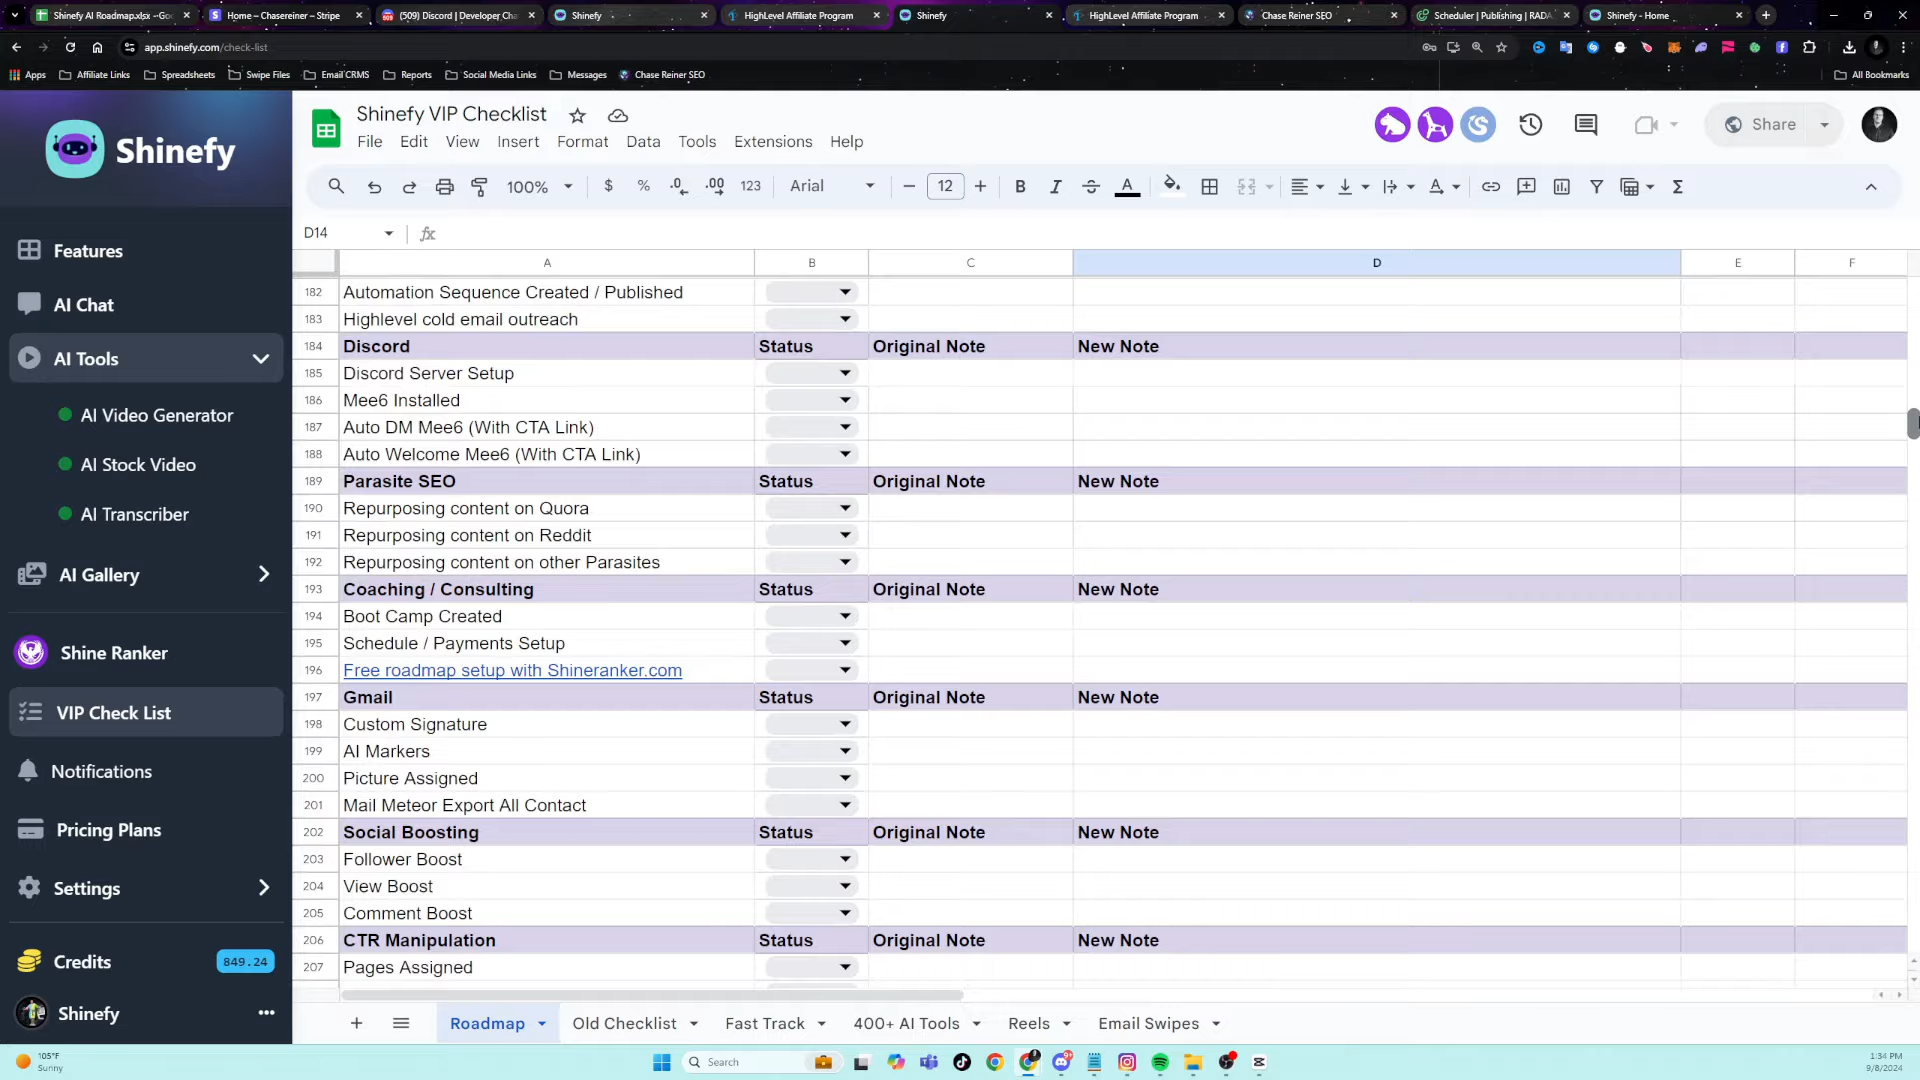 Shinefy AI Roadmap.xlsx - Goo
Home – Chasereiner – Stripe
(509) Discord | Developer Cha
Shinefy
HighLevel Affiliate Program
Shinefy
HighLevel Affiliate Program
Chase Reiner SEO
Scheduler | Publishing | RADA
Shinefy - Home
app.shinefy.com/check-list
Apps
Affiliate Links
Spreadsheets
Swipe Files
Email CRMS
Reports
Social Media Links
Messages
Chase Reiner SEO
All Bookmarks
Shinefy
Features
AI Chat
AI Tools
AI Video Generator
AI Stock Video
AI Transcriber
AI Gallery
Shine Ranker
VIP Check List
Notifications
Pricing Plans
Settings
Credits 849.24
Shinefy
Shinefy VIP Checklist
File Edit View Insert Format Data Tools Extensions Help
Share
100% $ % .0 .00 123 Arial 12 B I A
D14 fx
A B C D E F
182 Automation Sequence Created / Published
183 Highlevel cold email outreach
184 Discord Status Original Note New Note
185 Discord Server Setup
186 Mee6 Installed
187 Auto DM Mee6 (With CTA Link)
188 Auto Welcome Mee6 (With CTA Link)
189 Parasite SEO Status Original Note New Note
190 Repurposing content on Quora
191 Repurposing content on Reddit
192 Repurposing content on other Parasites
193 Coaching / Consulting Status Original Note New Note
194 Boot Camp Created
195 Schedule / Payments Setup
196 Free roadmap setup with Shineranker.com
197 Gmail Status Original Note New Note
198 Custom Signature
199 AI Markers
200 Picture Assigned
201 Mail Meteor Export All Contact
202 Social Boosting Status Original Note New Note
203 Follower Boost
204 View Boost
205 Comment Boost
206 CTR Manipulation Status Original Note New Note
207 Pages Assigned
Roadmap Old Checklist Fast Track 400+ AI Tools Reels Email Swipes
105°F
Sunny
Search
1:34 PM
9/8/2024